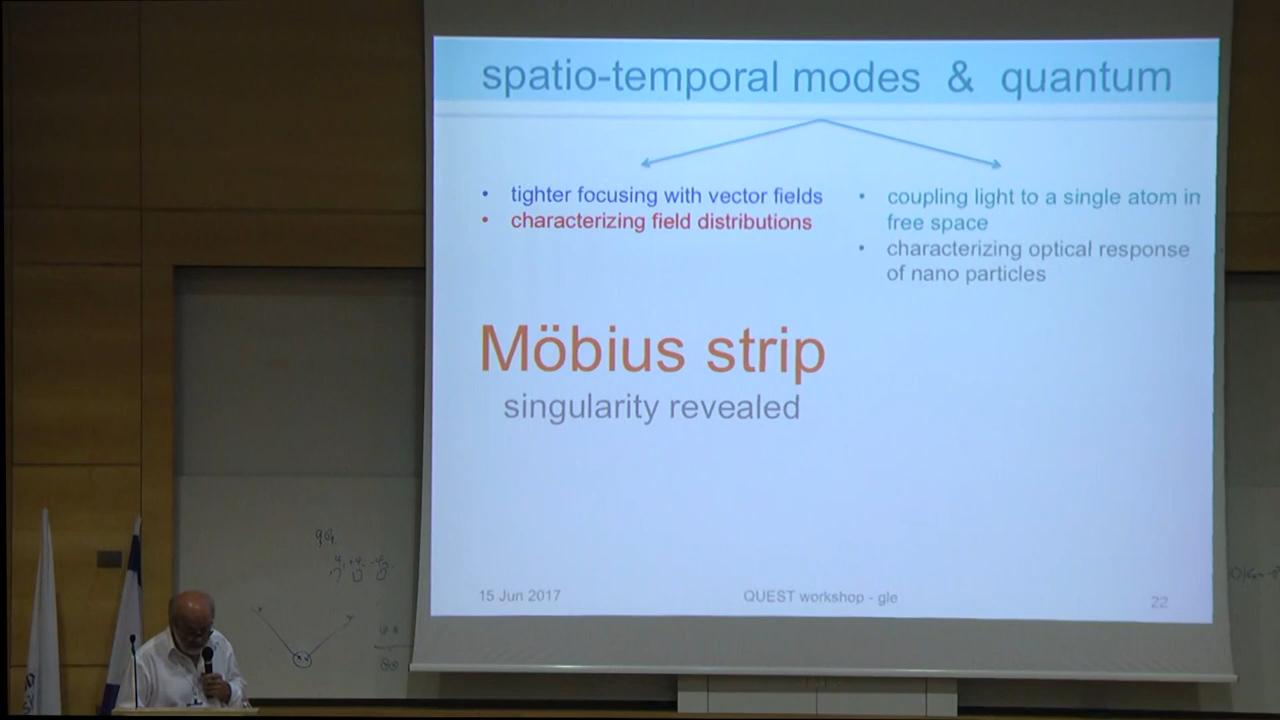 spatio-temporal modes & quantum
• tighter focusing with vector fields
• characterizing field distributions
• coupling light to a single atom in
free space
• characterizing optical response
of nano particles
Möbius strip
singularity revealed
15 Jun 2017
QUEST workshop - gle
22